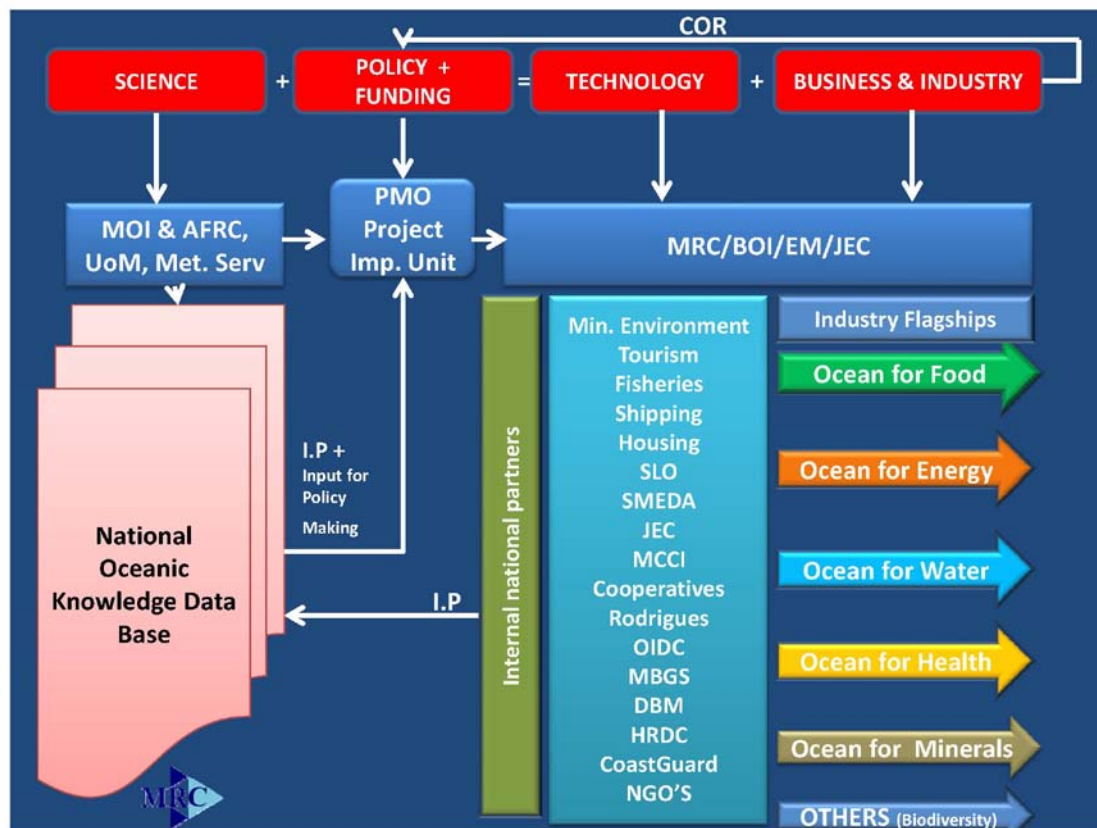 COR
SCIENCE
+
POLICY +
FUNDING
=
TECHNOLOGY
+
BUSINESS & INDUSTRY
MOI & AFRC,
UoM, Met. Serv
PMO
Project
Imp. Unit
MRC/BOI/EM/JEC
I.P +
Input for
Policy
Making
I.P
National
Oceanic
Knowledge Data
Base
Internal national partners
Min. Environment
Tourism
Fisheries
Shipping
Housing
SLO
SMEDA
JEC
MCCI
Cooperatives
Rodrigues
OIDC
MBGS
DBM
HRDC
CoastGuard
NGO'S
Industry Flagships
Ocean for Food
Ocean for Energy
Ocean for Water
Ocean for Health
Ocean for Minerals
OTHERS (Biodiversity)
MRC